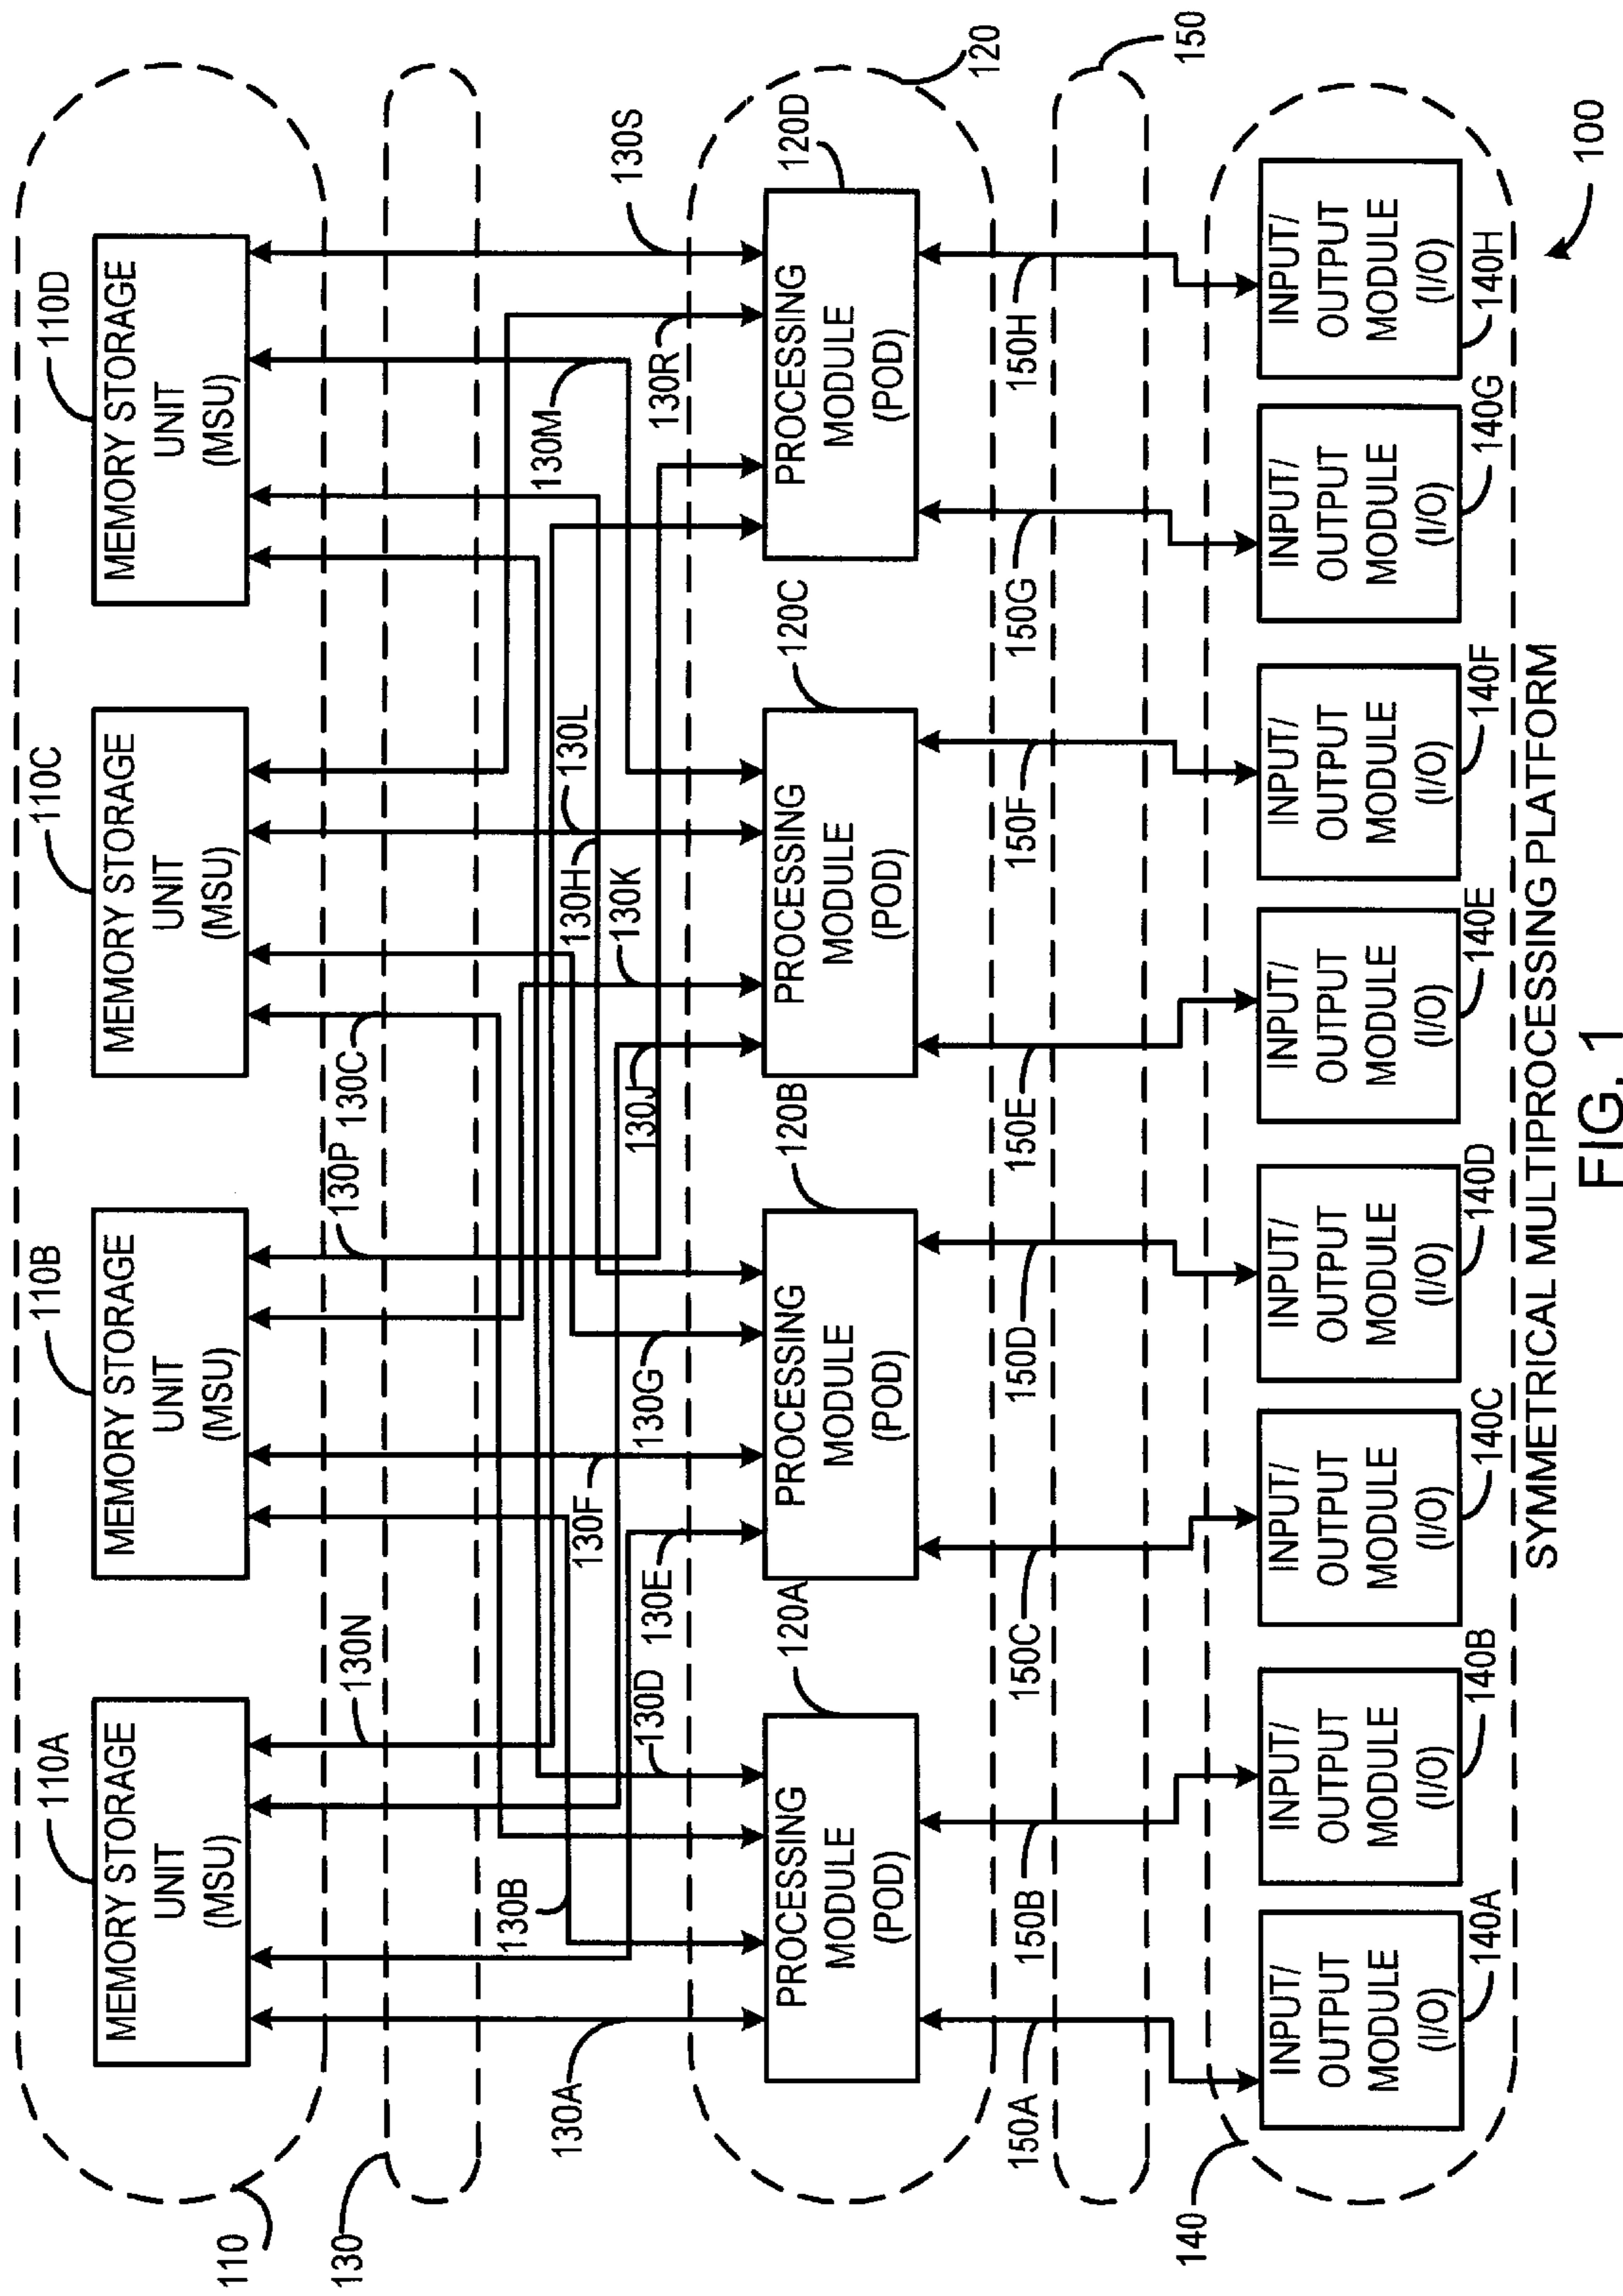 110
110A
MEMORY STORAGE
UNIT
(MSU)
110B
MEMORY STORAGE
UNIT
(MSU)
110C
MEMORY STORAGE
UNIT
(MSU)
110D
MEMORY STORAGE
UNIT
(MSU)
130
130N
130P
130C
130A
130B
130D
130E
130F
130G
130J
130H
130K
130L
130M
130R
130S
120
120A
PROCESSING
MODULE
(POD)
120B
PROCESSING
MODULE
(POD)
120C
PROCESSING
MODULE
(POD)
120D
PROCESSING
MODULE
(POD)
150A
150B
150C
150D
150E
150F
150G
150H
150
140
INPUT/
OUTPUT
MODULE
(I/O)
140A
INPUT/
OUTPUT
MODULE
(I/O)
140B
INPUT/
OUTPUT
MODULE
(I/O)
140C
INPUT/
OUTPUT
MODULE
(I/O)
140D
INPUT/
OUTPUT
MODULE
(I/O)
140E
INPUT/
OUTPUT
MODULE
(I/O)
140F
INPUT/
OUTPUT
MODULE
(I/O)
140G
INPUT/
OUTPUT
MODULE
(I/O)
140H
100
SYMMETRICAL MULTIPROCESSING PLATFORM
FIG. 1